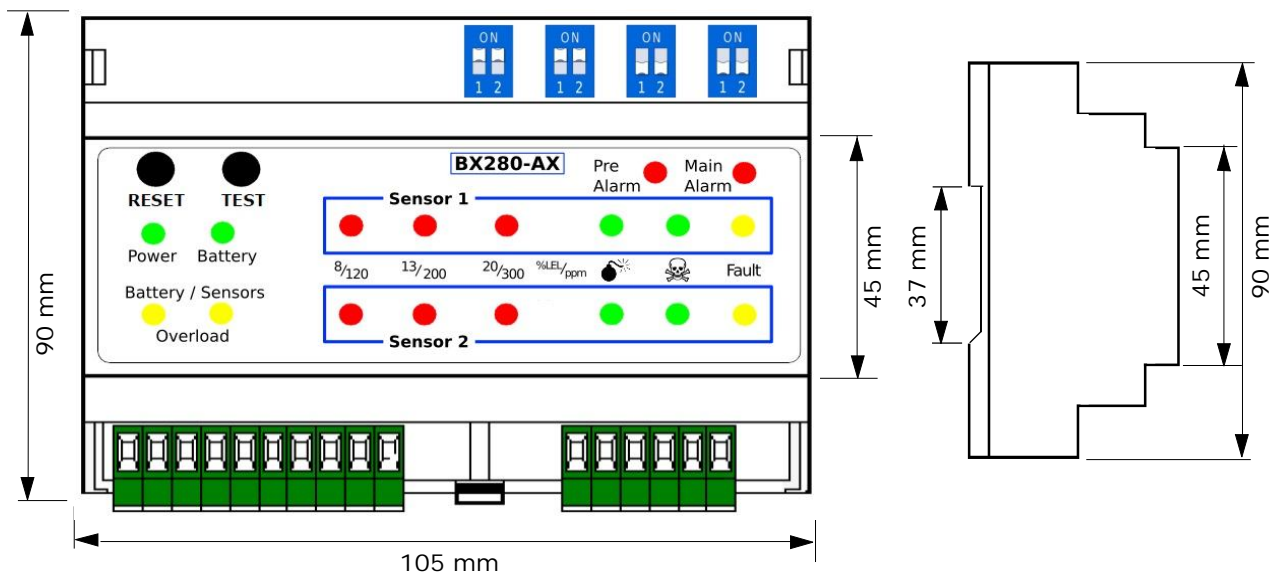 ON ON ON ON
1 2 1 2 1 2 1 2
BX280-AX
Pre Alarm
Main Alarm
RESET TEST
Sensor 1
Power Battery
8/120 13/200 20/300 %LEL/ppm Fault
Battery / Sensors
Overload
Sensor 2
90 mm
45 mm
37 mm
45 mm
90 mm
105 mm